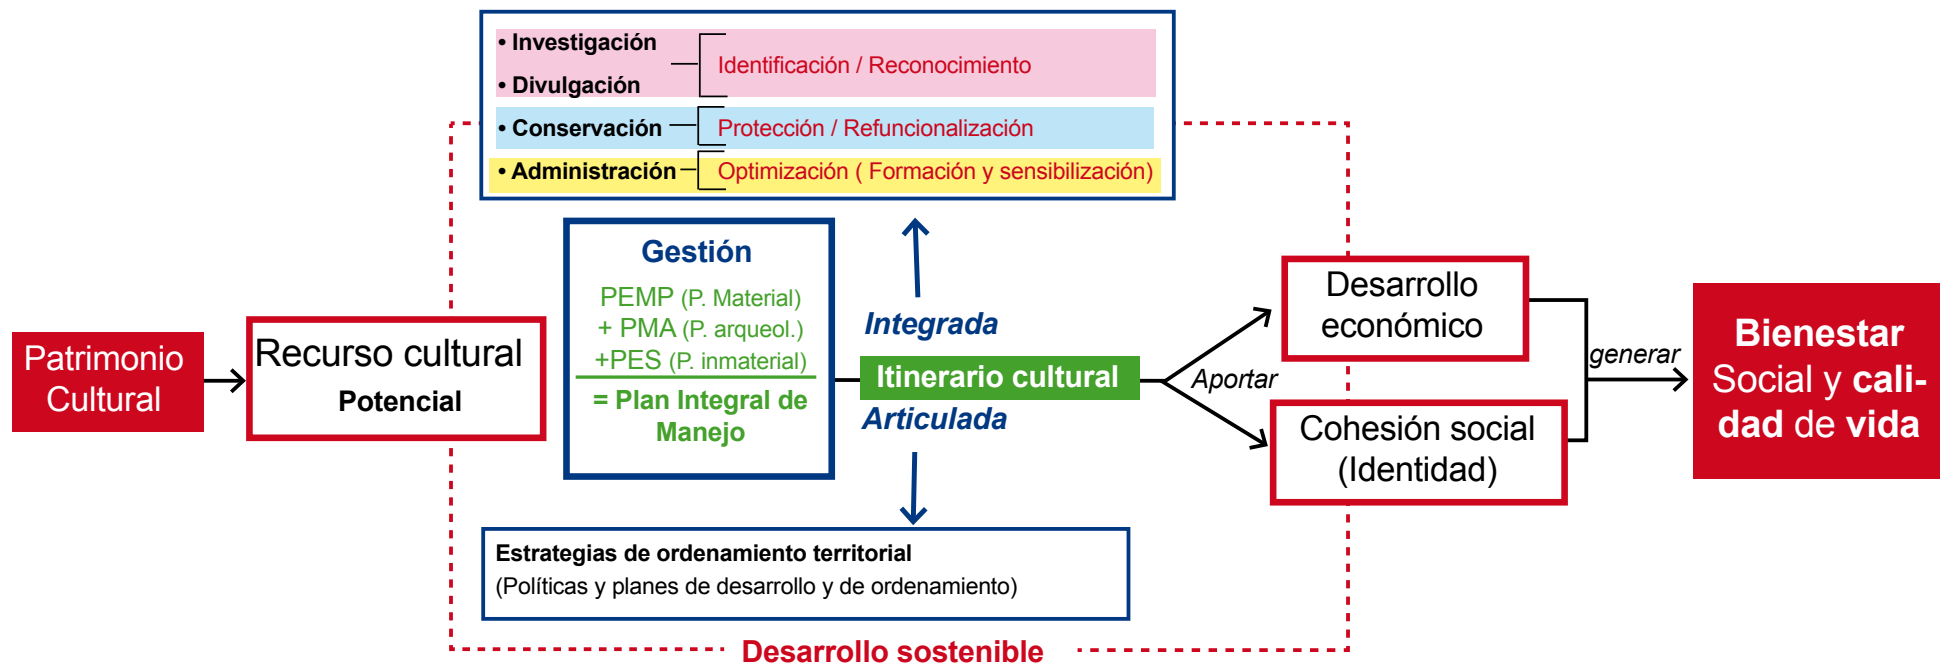 • Investigación
• Divulgación
Identificación / Reconocimiento
• Conservación
Protección / Refuncionalización
• Administración
Optimización ( Formación y sensibilización)
Patrimonio
Cultural
Recurso cultural
Potencial
Gestión
PEMP (P. Material)
+ PMA (P. arqueol.)
+PES (P. inmaterial)
= Plan Integral de
Manejo
Integrada
Itinerario cultural
Articulada
Estrategias de ordenamiento territorial
(Políticas y planes de desarrollo y de ordenamiento)
Aportar
Desarrollo
económico
Cohesión social
(Identidad)
generar
Bienestar
Social y cali-
dad de vida
Desarrollo sostenible